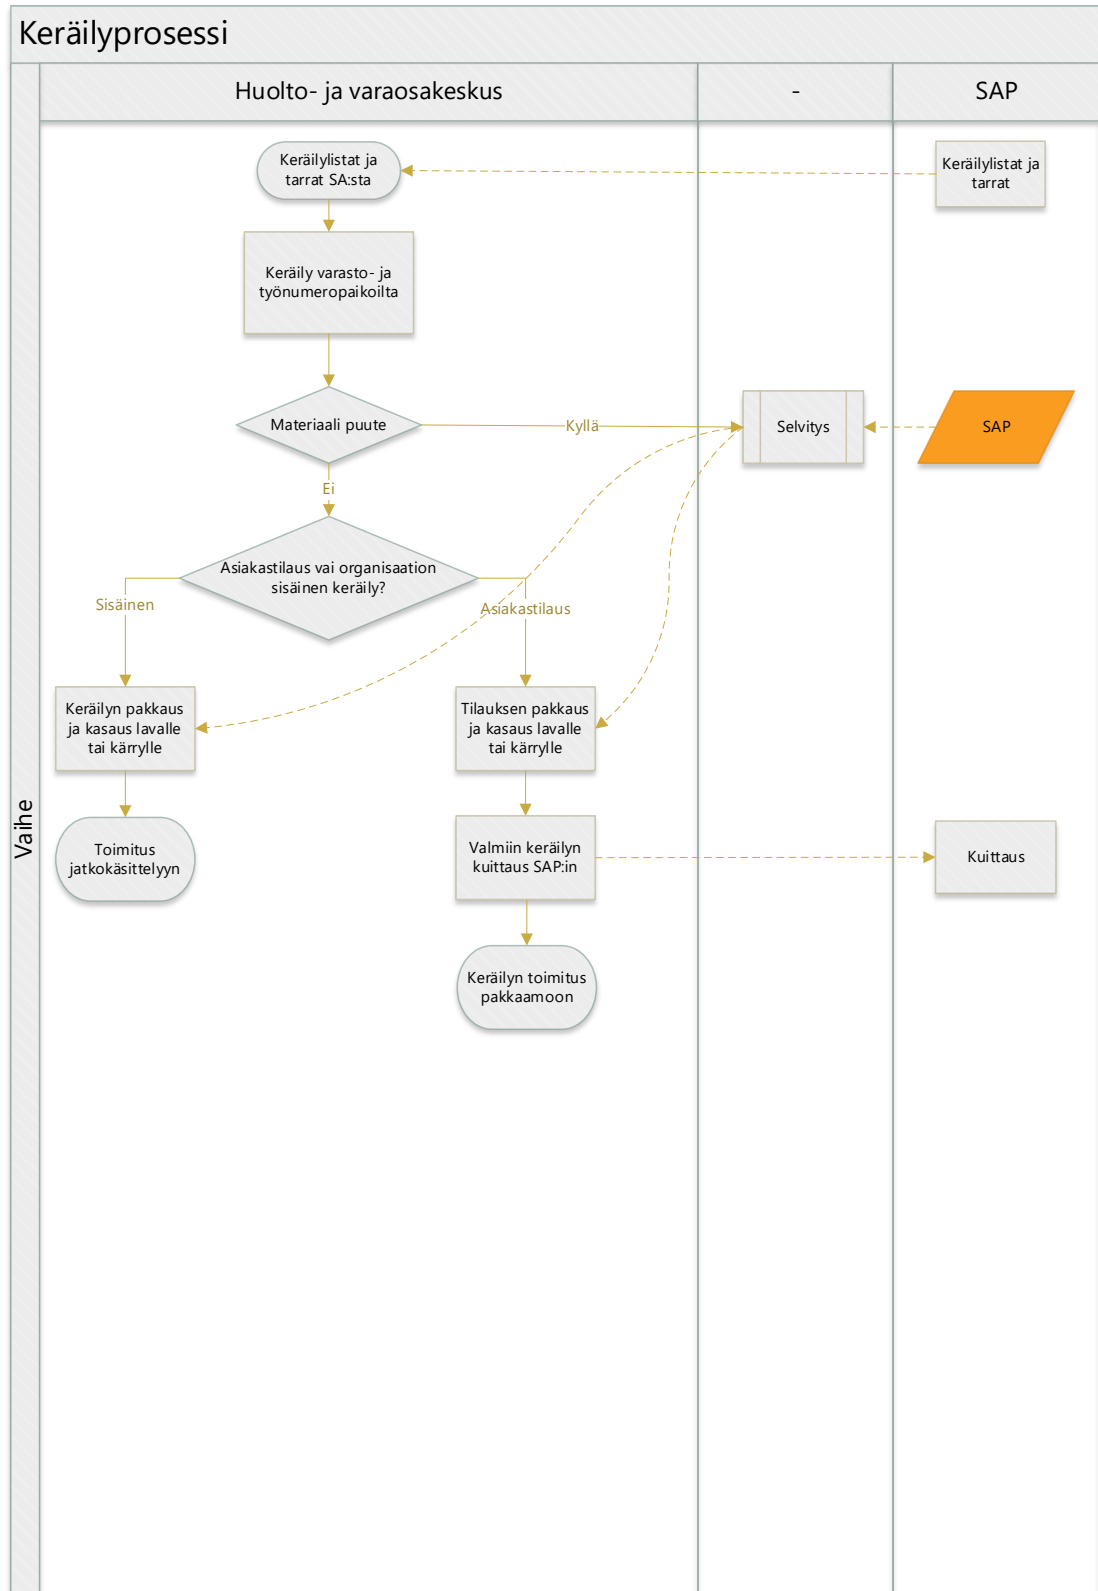 Keräilyprosessi
Huolto- ja varaosakeskus
-
SAP
Vaihe
Keräilylistat ja
tarrat SA:sta
Keräilylistat ja
tarrat
Keräily varasto- ja
työnumeropaikoilta
Materiaali puute
Kyllä
Selvitys
SAP
Ei
Asiakastilaus vai organisaation
sisäinen keräily?
Sisäinen
Asiakastilaus
Keräilyn pakkaus
ja kasaus lavalle
tai kärrylle
Tilauksen pakkaus
ja kasaus lavalle
tai kärrylle
Toimitus
jatkokäsittelyyn
Valmiin keräilyn
kuittaus SAP:in
Kuittaus
Keräilyn toimitus
pakkaamoon